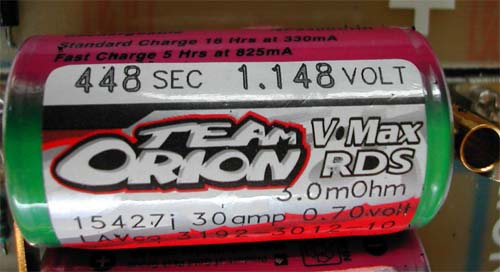 Standard Charge 16 Hrs at 330mA
Fast Charge 5 Hrs at 825mA
448 SEC 1.148 VOLT
TEAM ORION
V·Max
RDS
3.0mOhm
15427j 30amp 0.70volt